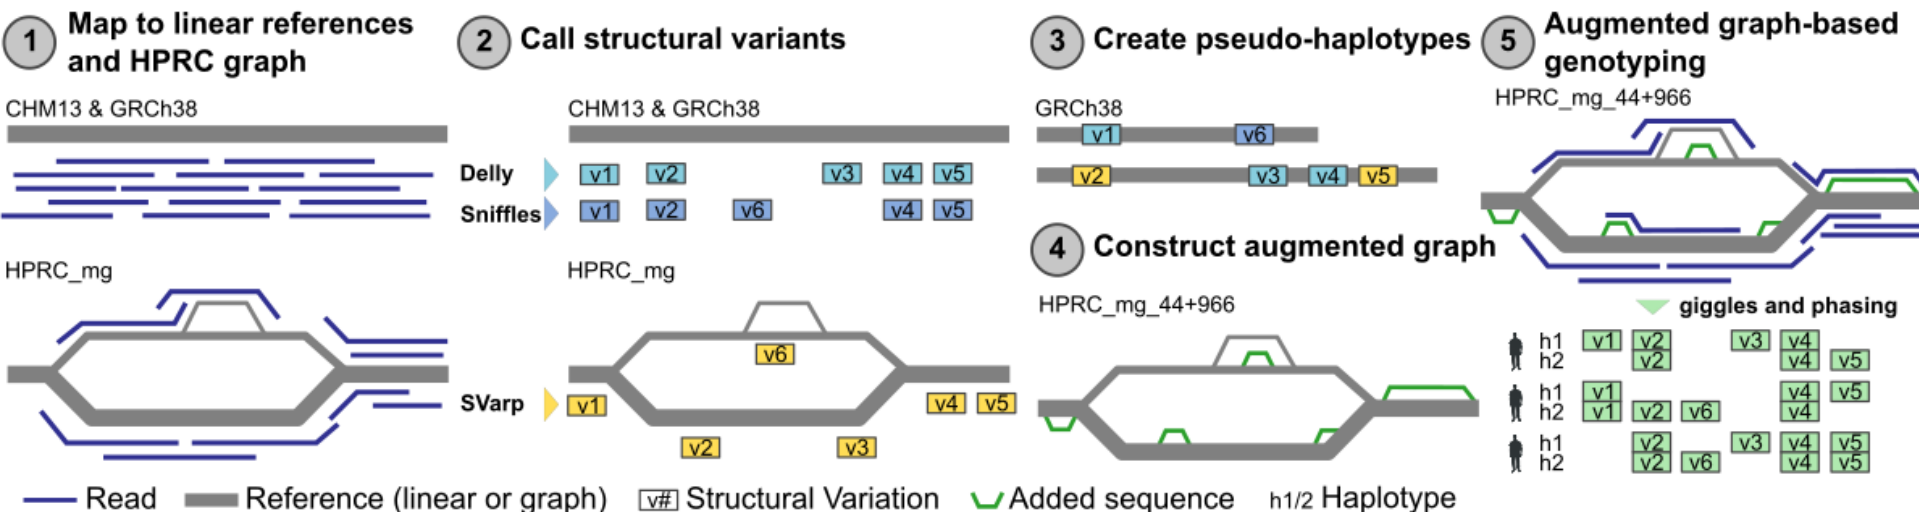 1 Map to linear references
and HPRC graph
CHM13 & GRCh38
HPRC_mg
2 Call structural variants
CHM13 & GRCh38
Delly v1 v2 v3 v4 v5
Sniffles v1 v2 v6 v4 v5
HPRC_mg
v6
SVarp v1 v4 v5
v2 v3
3 Create pseudo-haplotypes
GRCh38
v1 v6
v2 v3 v4 v5
4 Construct augmented graph
HPRC_mg_44+966
5 Augmented graph-based
genotyping
HPRC_mg_44+966
giggles and phasing
h1 v1 v2 v3 v4
h2 v2 v4 v5
h1 v1 v4 v5
h2 v1 v2 v6 v4
h1 v2 v3 v4 v5
h2 v2 v6 v4 v5
Read Reference (linear or graph) v# Structural Variation Added sequence h1/2 Haplotype